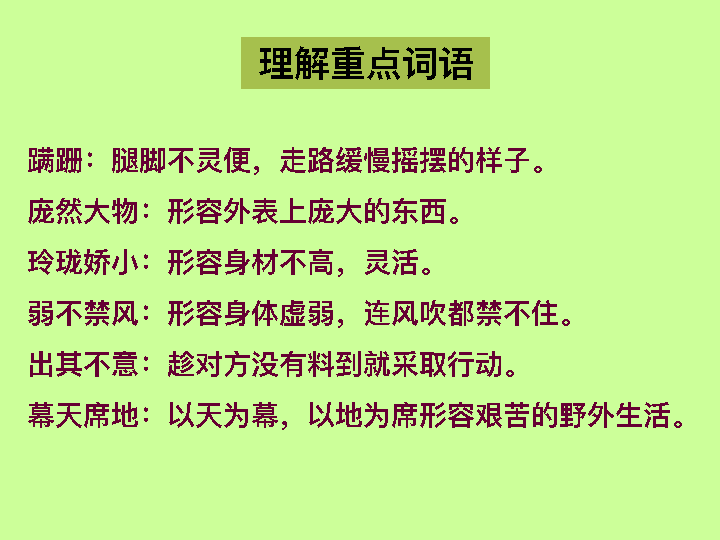 理解重点词语
蹒跚：腿脚不灵便，走路缓慢摇摆的样子。
庞然大物：形容外表上庞大的东西。
玲珑娇小：形容身材不高，灵活。
弱不禁风：形容身体虚弱，连风吹都禁不住。
出其不意：趁对方没有料到就采取行动。
幕天席地：以天为幕，以地为席形容艰苦的野外生活。